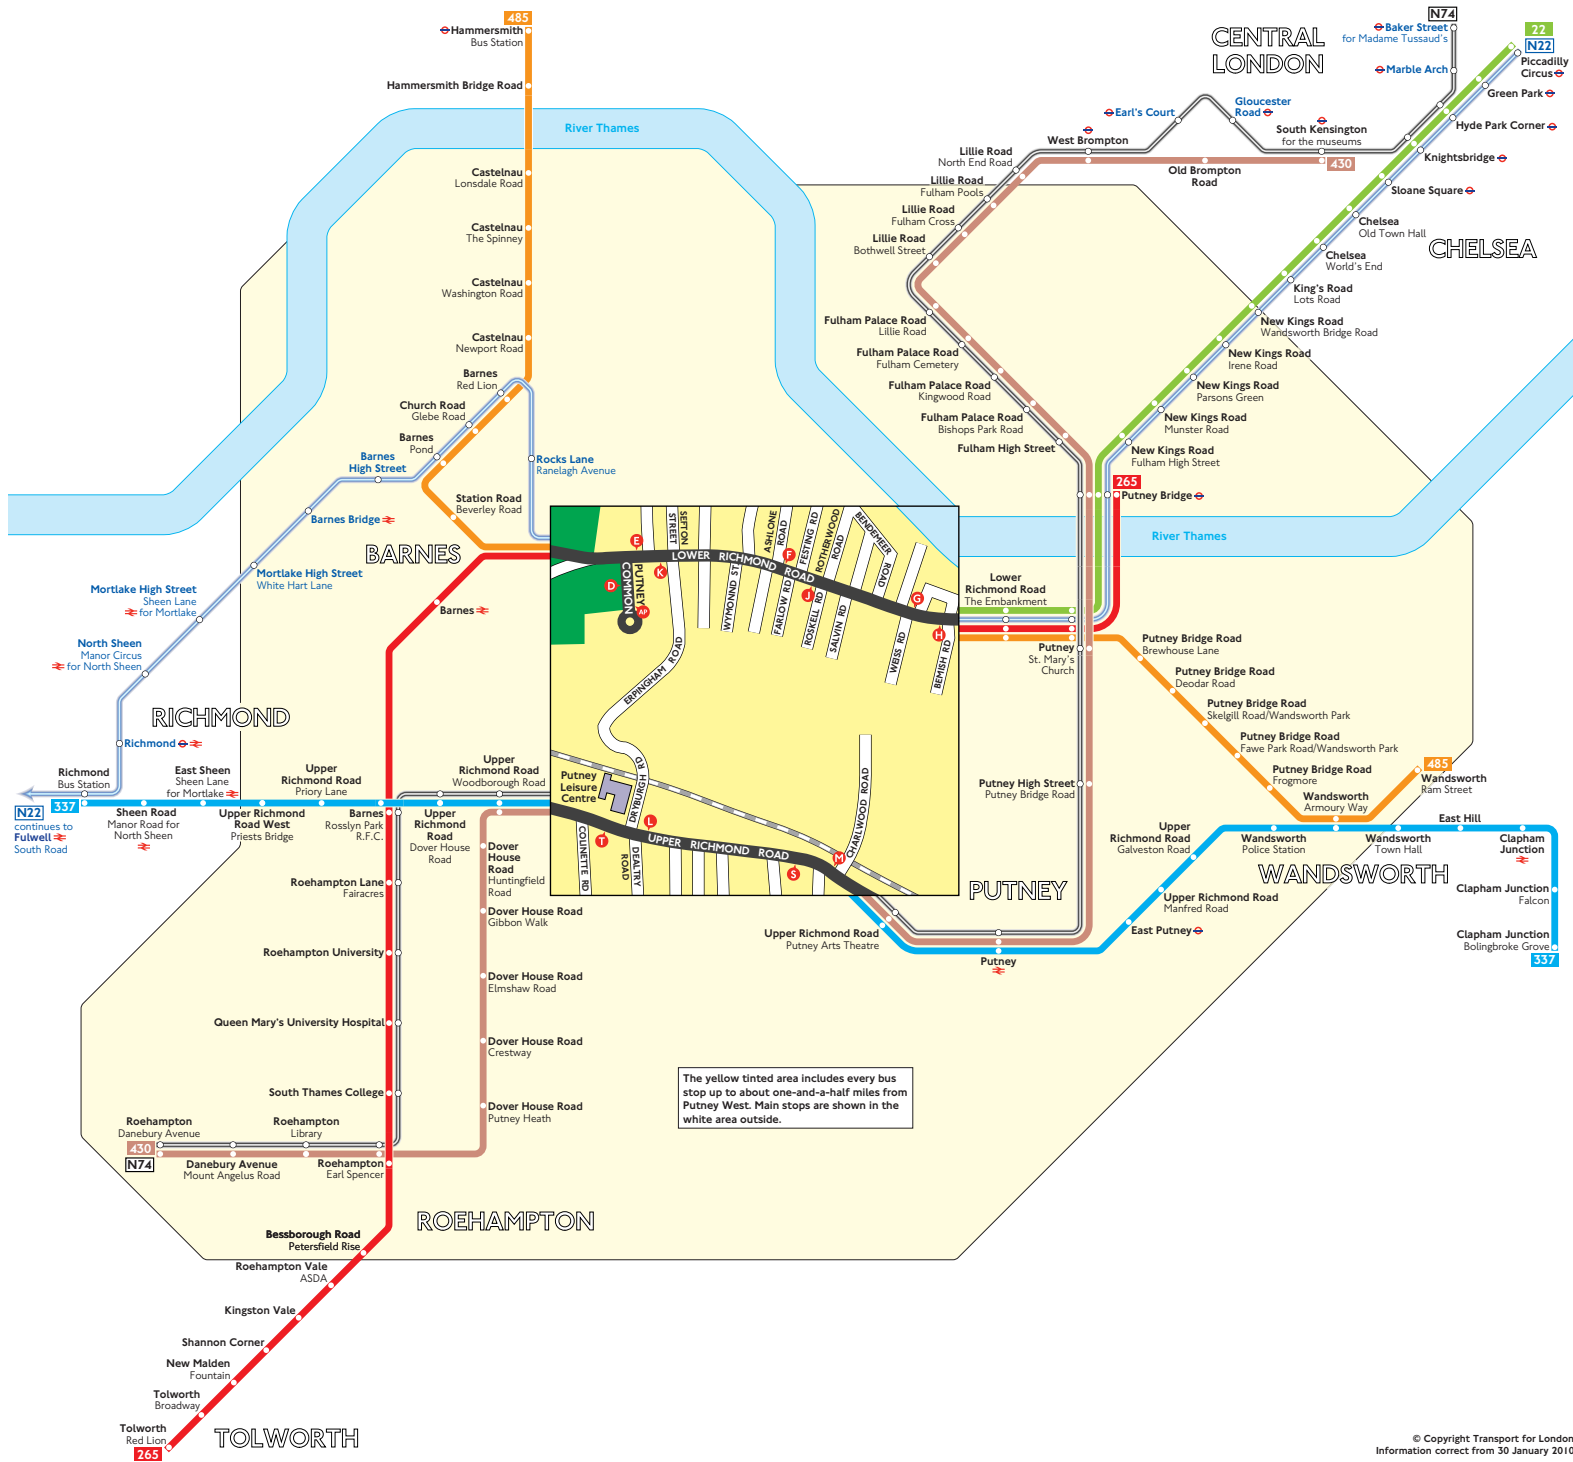 485
Hammersmith
Bus Station
Hammersmith Bridge Road
River Thames
Castelnau
Lonsdale Road
Castelnau
The Spinney
Castelnau
Washington Road
Castelnau
Newport Road
Barnes
Red Lion
Church Road
Glebe Road
Barnes
Pond
Barnes
High Street
Rocks Lane
Ranelagh Avenue
Station Road
Beverley Road
Barnes Bridge
BARNES
Mortlake High Street
White Hart Lane
Mortlake High Street
Sheen Lane
for Mortlake
Barnes
North Sheen
Manor Circus
for North Sheen
RICHMOND
Richmond
Richmond
Bus Station
N22
continues to
Fulwell
South Road
337
East Sheen
Sheen Lane
for Mortlake
Upper
Richmond Road
Priory Lane
Upper
Richmond Road
Woodborough Road
Sheen Road
Manor Road for
North Sheen
Upper Richmond
Road West
Priests Bridge
Barnes
Rosslyn Park
R.F.C.
Upper
Richmond
Road
Dover House
Road
Dover
House
Road
Huntingfield
Road
Roehampton Lane
Fairacres
Dover House Road
Gibbon Walk
Roehampton University
Dover House Road
Elmshaw Road
Queen Mary's University Hospital
Dover House Road
Crestway
South Thames College
Dover House Road
Putney Heath
Roehampton
Danebury Avenue
Roehampton
Library
430
N74
Danebury Avenue
Mount Angelus Road
Roehampton
Earl Spencer
ROEHAMPTON
Bessborough Road
Petersfield Rise
Roehampton Vale
ASDA
Kingston Vale
Shannon Corner
New Malden
Fountain
Tolworth
Broadway
Tolworth
Red Lion
265
TOLWORTH
N74
Baker Street
for Madame Tussaud's
Marble Arch
CENTRAL
LONDON
22
N22
Piccadilly
Circus
Green Park
Hyde Park Corner
Knightsbridge
Sloane Square
Chelsea
Old Town Hall
CHELSEA
Chelsea
World's End
King's Road
Lots Road
New Kings Road
Wandsworth Bridge Road
New Kings Road
Irene Road
New Kings Road
Parsons Green
New Kings Road
Munster Road
New Kings Road
Fulham High Street
Earl's Court
Gloucester
Road
South Kensington
for the museums
430
West Brompton
Old Brompton
Road
Lillie Road
North End Road
Lillie Road
Fulham Pools
Lillie Road
Fulham Cross
Lillie Road
Bothwell Street
Fulham Palace Road
Lillie Road
Fulham Palace Road
Fulham Cemetery
Fulham Palace Road
Kingwood Road
Fulham Palace Road
Bishops Park Road
Fulham High Street
265
Putney Bridge
River Thames
Lower
Richmond Road
The Embankment
Putney
St. Mary's
Church
Putney Bridge Road
Brewhouse Lane
Putney Bridge Road
Deodar Road
Putney Bridge Road
Skelgill Road/Wandsworth Park
Putney Bridge Road
Fawe Park Road/Wandsworth Park
Putney Bridge Road
Frogmore
485
Wandsworth
Ram Street
Wandsworth
Armoury Way
Putney High Street
Putney Bridge Road
Upper
Richmond Road
Galveston Road
Wandsworth
Police Station
Wandsworth
Town Hall
East Hill
Clapham
Junction
WANDSWORTH
Clapham Junction
Falcon
Clapham Junction
Bolingbroke Grove
337
Upper Richmond Road
Manfred Road
East Putney
PUTNEY
Upper Richmond Road
Putney Arts Theatre
Putney
E
K
D
AP
F
J
G
H
L
T
S
M
SEFTON
STREET
PUTNEY
COMMON
LOWER RICHMOND ROAD
WYMONND ST
ASHLONE
ROAD
FARLOW RD
FESTING RD
ROSKELL RD
ROTHERWOOD
ROAD
SALVIN RD
BENDEMEER
ROAD
WEISS RD
BEMISH RD
ERPINGHAM ROAD
DRYBURGH RD
Putney
Leisure
Centre
UPPER RICHMOND ROAD
COLINETTE RD
DEALTRY
ROAD
CHARLWOOD ROAD
The yellow tinted area includes every bus
stop up to about one-and-a-half miles from
Putney West. Main stops are shown in the
white area outside.
© Copyright Transport for London
Information correct from 30 January 2010